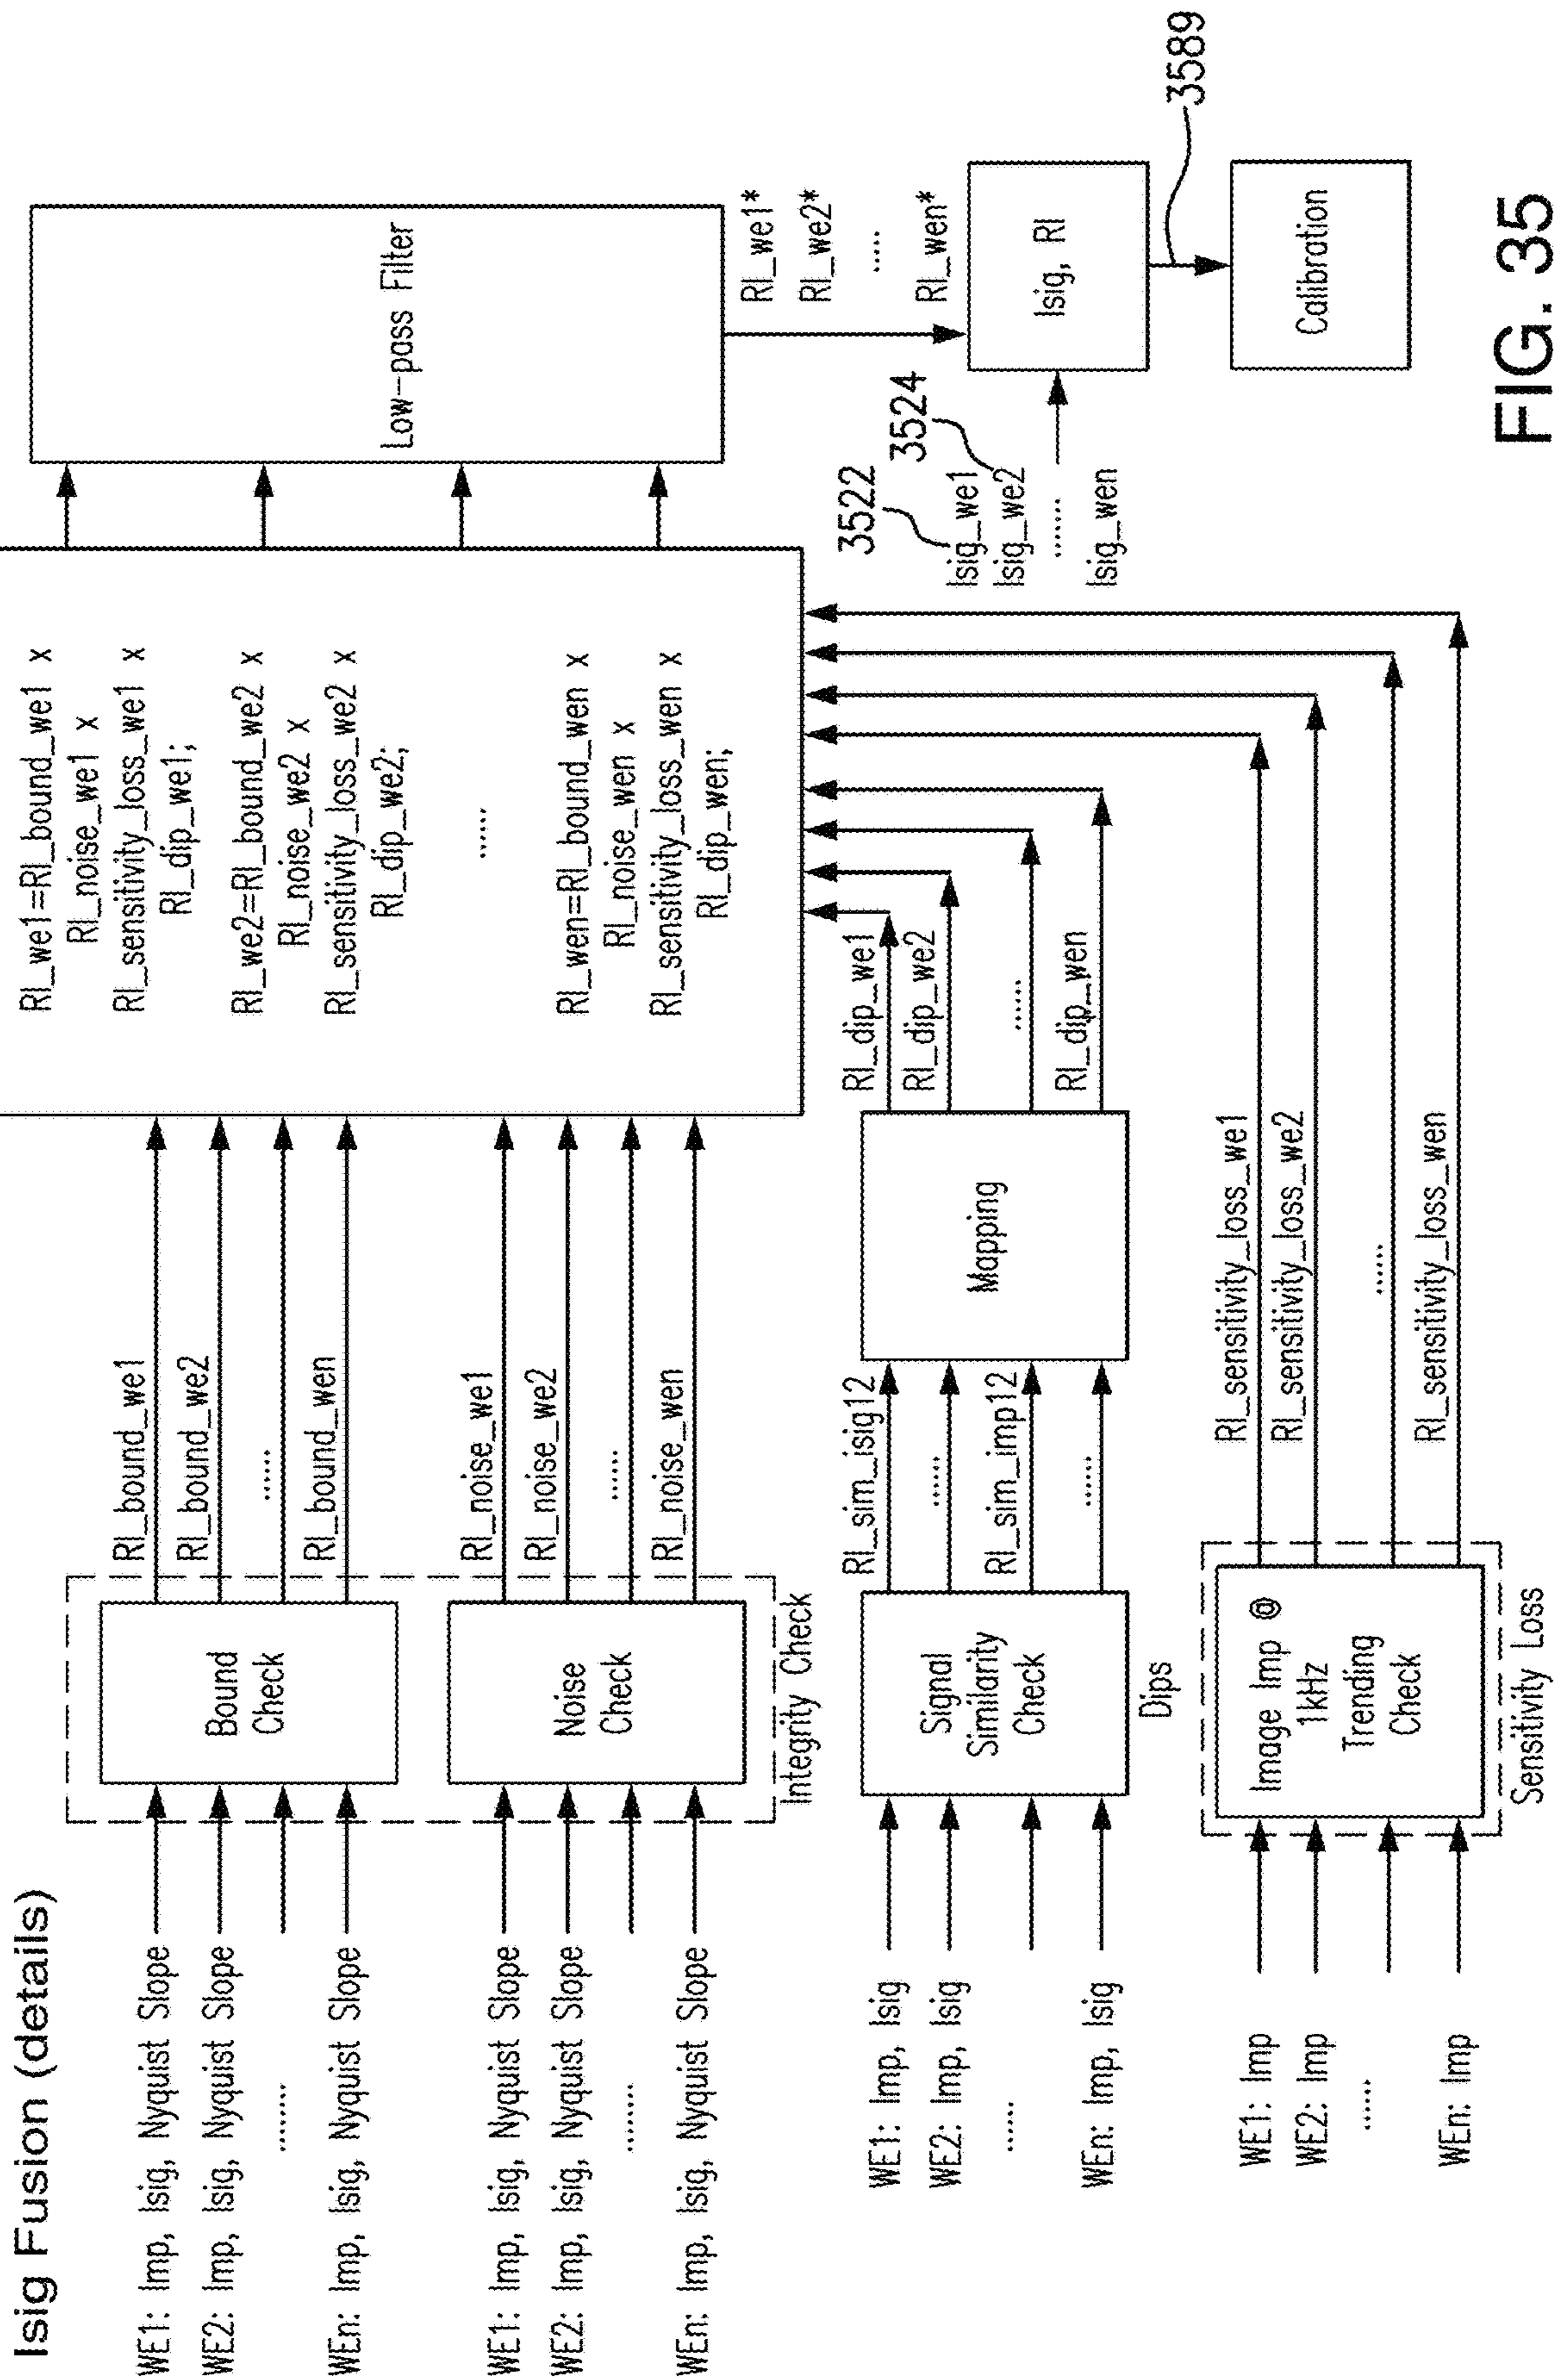 Isig Fusion (details)
WE1: Imp, Isig, Nyquist Slope
WE2: Imp, Isig, Nyquist Slope
........
WEn: Imp, Isig, Nyquist Slope
WE1: Imp, Isig, Nyquist Slope
WE2: Imp, Isig, Nyquist Slope
........
WEn: Imp, Isig, Nyquist Slope
WE1: Imp, Isig
WE2: Imp, Isig
......
WEn: Imp, Isig
WE1: Imp
WE2: Imp
......
WEn: Imp
Bound
Check
Noise
Check
Integrity Check
Signal
Similarity
Check
Dips
Image Imp @
1kHz
Trending
Check
Sensitivity Loss
RI_bound_we1
RI_bound_we2
......
RI_bound_wen
RI_noise_we1
RI_noise_we2
......
RI_noise_wen
RI_sim_isig12
......
RI_sim_imp12
......
Mapping
RI_dip_we1
RI_dip_we2
......
RI_dip_wen
RI_sensitivity_loss_we1
RI_sensitivity_loss_we2
......
RI_sensitivity_loss_wen
RI_we1=RI_bound_we1 x
RI_noise_we1 x
RI_sensitivity_loss_we1 x
RI_dip_we1;
RI_we2=RI_bound_we2 x
RI_noise_we2 x
RI_sensitivity_loss_we2 x
RI_dip_we2;
......
RI_wen=RI_bound_wen x
RI_noise_wen x
RI_sensitivity_loss_wen x
RI_dip_wen;
Low-pass Filter
RI_we1*
RI_we2*
.....
RI_wen*
3522
3524
Isig_we1
Isig_we2
......
Isig_wen
Isig, RI
3589
Calibration
FIG. 35